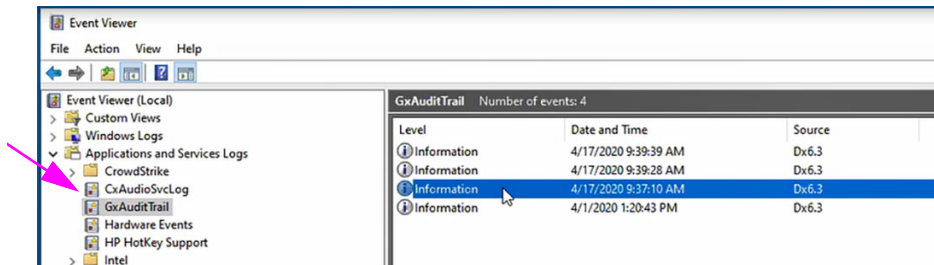 Event Viewer
File Action View Help
Event Viewer (Local)
Custom Views
Windows Logs
Applications and Services Logs
CrowdStrike
CxAudioSvcLog
GxAuditTrail
Hardware Events
HP HotKey Support
Intel
GxAuditTrail Number of events: 4
Level Date and Time Source
Information 4/17/2020 9:39:39 AM Dx6.3
Information 4/17/2020 9:39:28 AM Dx6.3
Information 4/17/2020 9:37:10 AM Dx6.3
Information 4/1/2020 1:20:43 PM Dx6.3